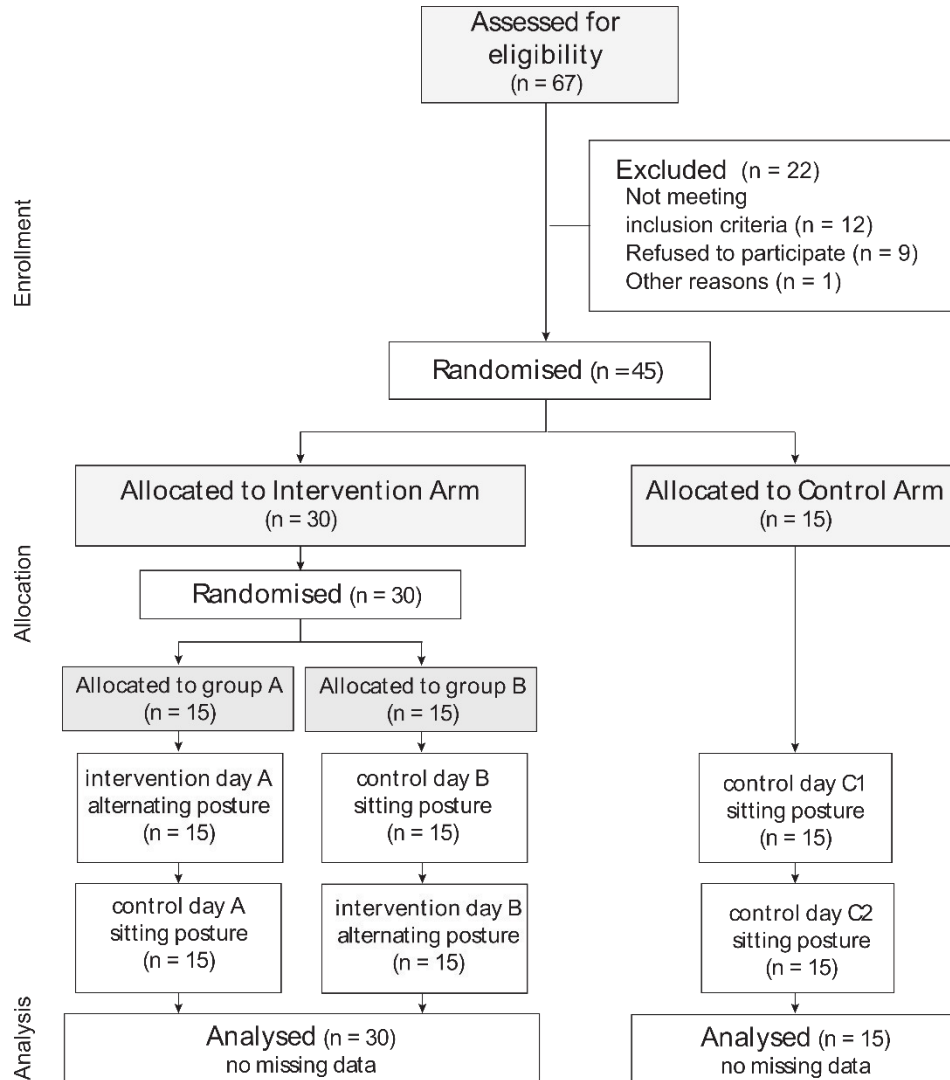 Assessed for
eligibility
(n = 67)
Enrollment
Excluded (n = 22)
Not meeting
inclusion criteria (n = 12)
Refused to participate (n = 9)
Other reasons (n = 1)
Randomised (n = 45)
Allocated to Intervention Arm
(n = 30)
Allocated to Control Arm
(n = 15)
Allocation
Randomised (n = 30)
Allocated to group A
(n = 15)
Allocated to group B
(n = 15)
intervention day A
alternating posture
(n = 15)
control day B
sitting posture
(n = 15)
control day C1
sitting posture
(n = 15)
control day A
sitting posture
(n = 15)
intervention day B
alternating posture
(n = 15)
control day C2
sitting posture
(n = 15)
Analysis
Analysed (n = 30)
no missing data
Analysed (n = 15)
no missing data